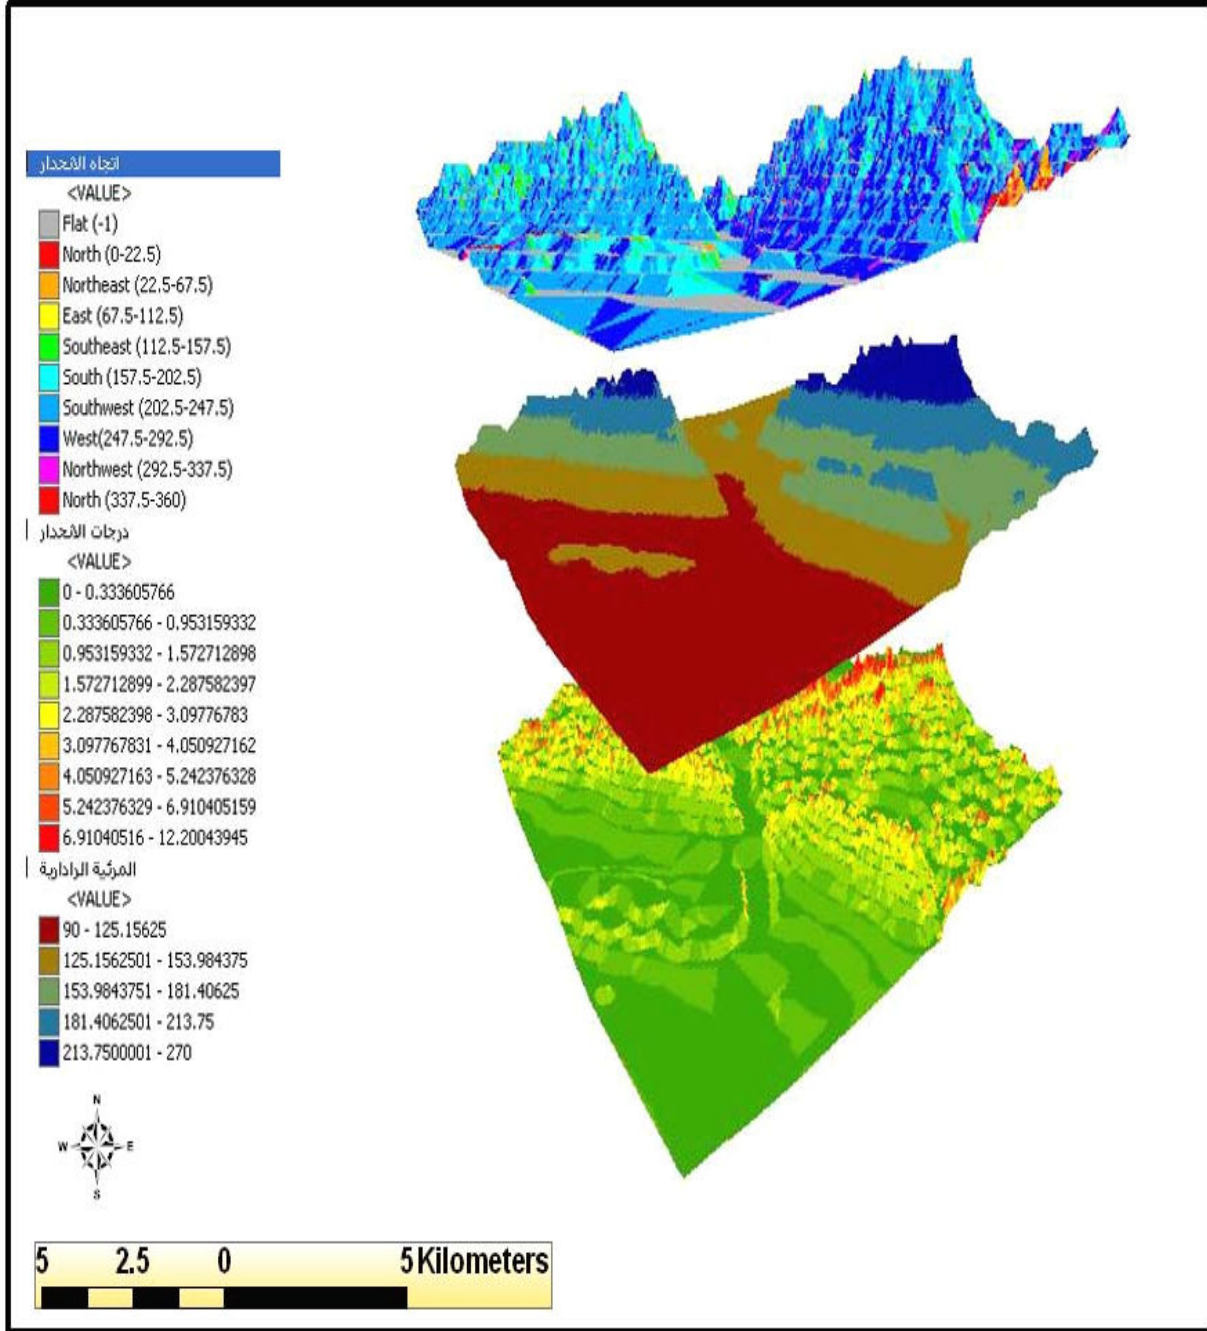 اتجاه الانحدار
<VALUE>
Flat (-1)
North (0-22.5)
Northeast (22.5-67.5)
East (67.5-112.5)
Southeast (112.5-157.5)
South (157.5-202.5)
Southwest (202.5-247.5)
West(247.5-292.5)
Northwest (292.5-337.5)
North (337.5-360)
درجات الانحدار
<VALUE>
0 - 0.333605766
0.333605766 - 0.953159332
0.953159332 - 1.572712898
1.572712899 - 2.287582397
2.287582398 - 3.09776783
3.097767831 - 4.050927162
4.050927163 - 5.242376328
5.242376329 - 6.910405159
6.91040516 - 12.20043945
المرئية الرادارية
<VALUE>
90 - 125.15625
125.1562501 - 153.984375
153.9843751 - 181.40625
181.4062501 - 213.75
213.7500001 - 270
N
W E
S
5 2.5 0 5 Kilometers